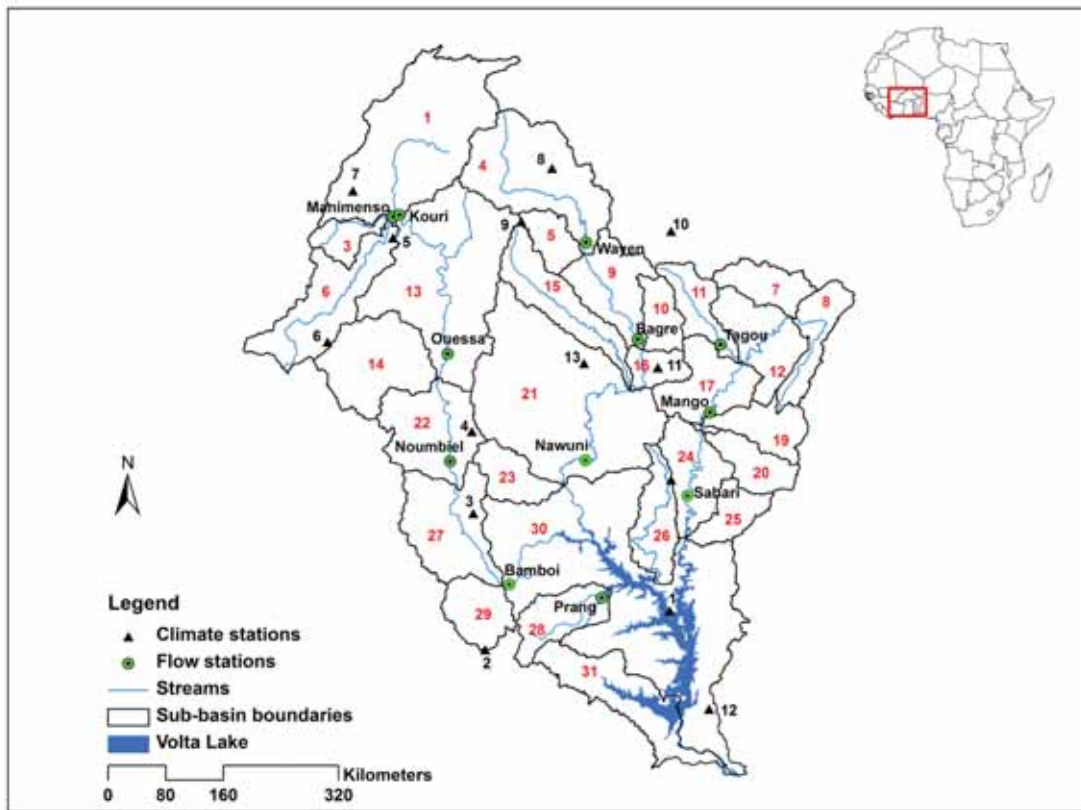 1
4
8
7
Manimenso
Kouri
10
9
5
5
3
Wayen
9
7
8
6
13
15
10
11
Bagre
Tagou
6
Ouessa
14
13
16
11
12
21
17
Mango
22
4
19
Noumbiel
Nawuni
24
20
23
Sabari
3
25
27
30
26
N
Bamboi
Prang
1
29
28
2
31
12
Legend
Climate stations
Flow stations
Streams
Sub-basin boundaries
Volta Lake
Kilometers
0 80 160 320